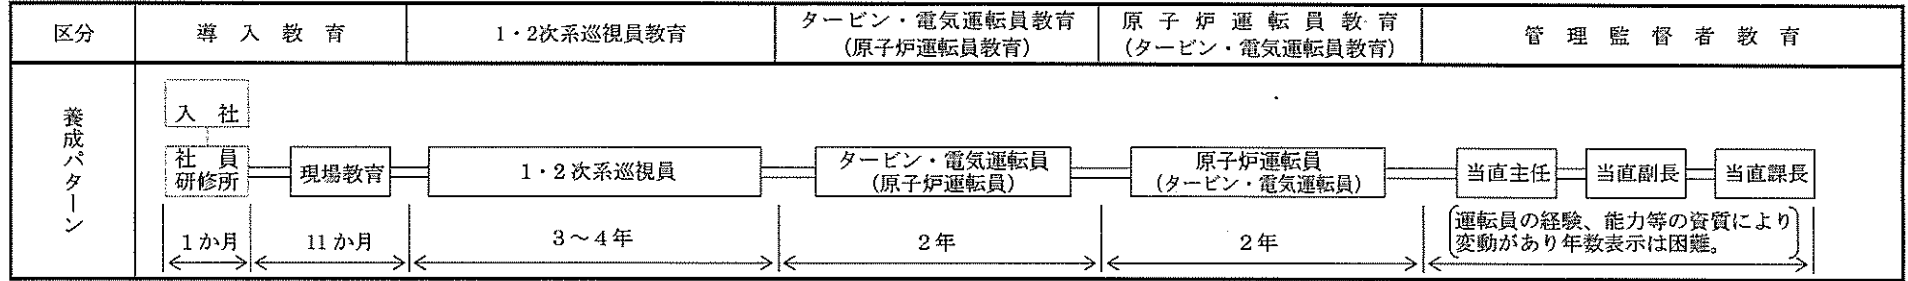 区分
導入教育
1・2次系巡視員教育
タービン・電気運転員教育
(原子炉運転員教育)
原子炉運転員教育
(タービン・電気運転員教育)
管理監督者教育
養成パターン
入社
社員
研修所
現場教育
1・2次系巡視員
タービン・電気運転員
(原子炉運転員)
原子炉運転員
(タービン・電気運転員)
当直主任
当直副長
当直課長
1か月
11か月
3～4年
2年
2年
運転員の経験、能力等の資質により
変動があり年数表示は困難。